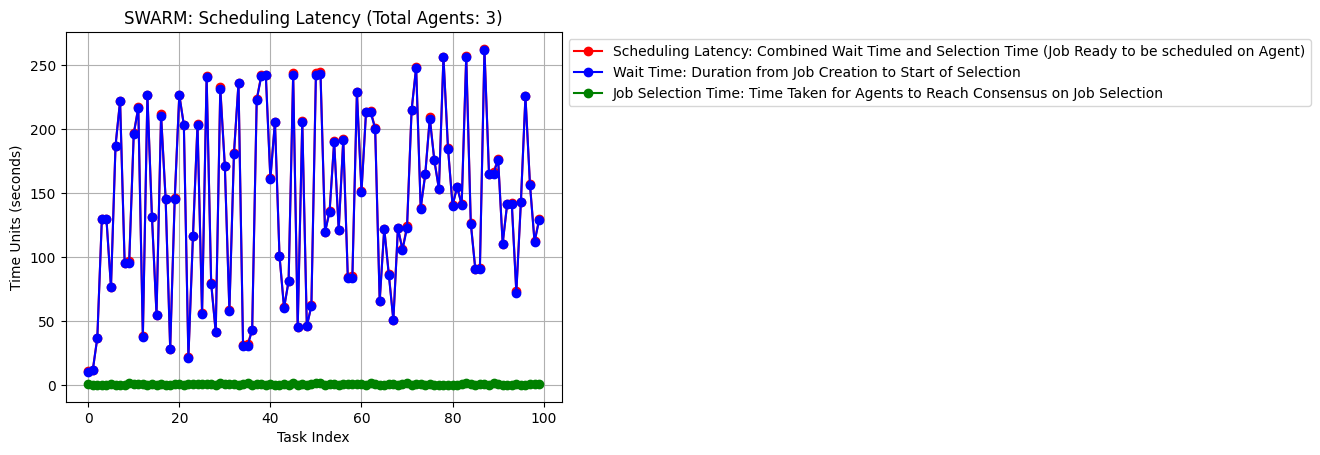 SWARM: Scheduling Latency (Total Agents: 3)
Scheduling Latency: Combined Wait Time and Selection Time (Job Ready to be scheduled on Agent)
Wait Time: Duration from Job Creation to Start of Selection
Job Selection Time: Time Taken for Agents to Reach Consensus on Job Selection
Time Units (seconds)
250
200
150
100
50
0
0 20 40 60 80 100
Task Index